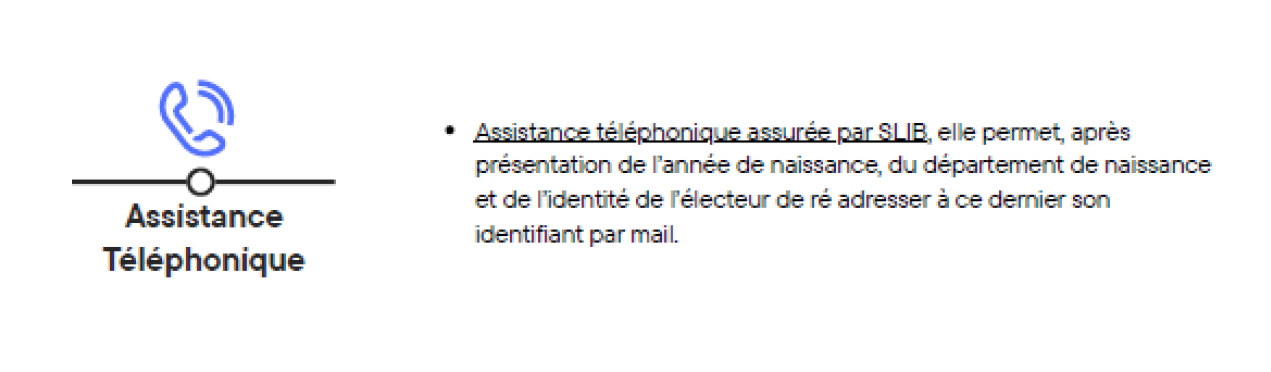 Assistance
Téléphonique
• Assistance téléphonique assurée par SLIB, elle permet, après
présentation de l'année de naissance, du département de naissance
et de l'identité de l'électeur de ré adresser à ce dernier son
identifiant par mail.